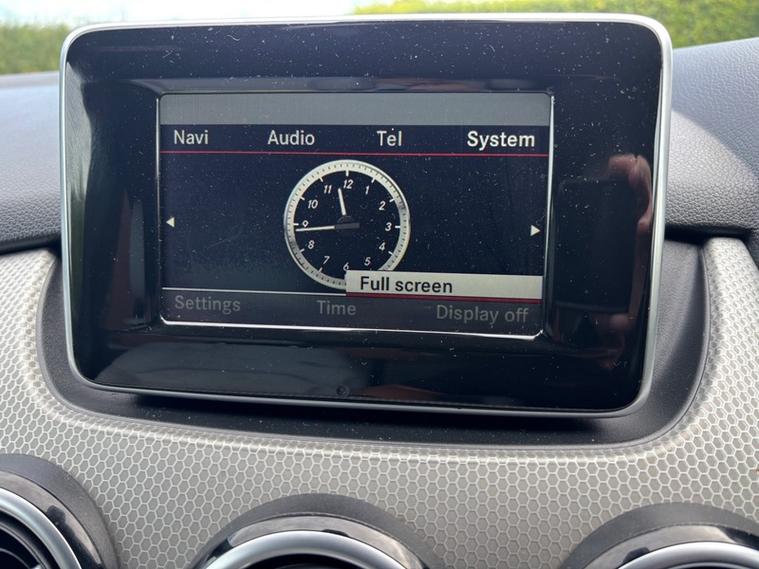 Navi Audio Tel System
11 12 1
10 2
9 3
8 4
7 6 5
Full screen
Settings Time Display off